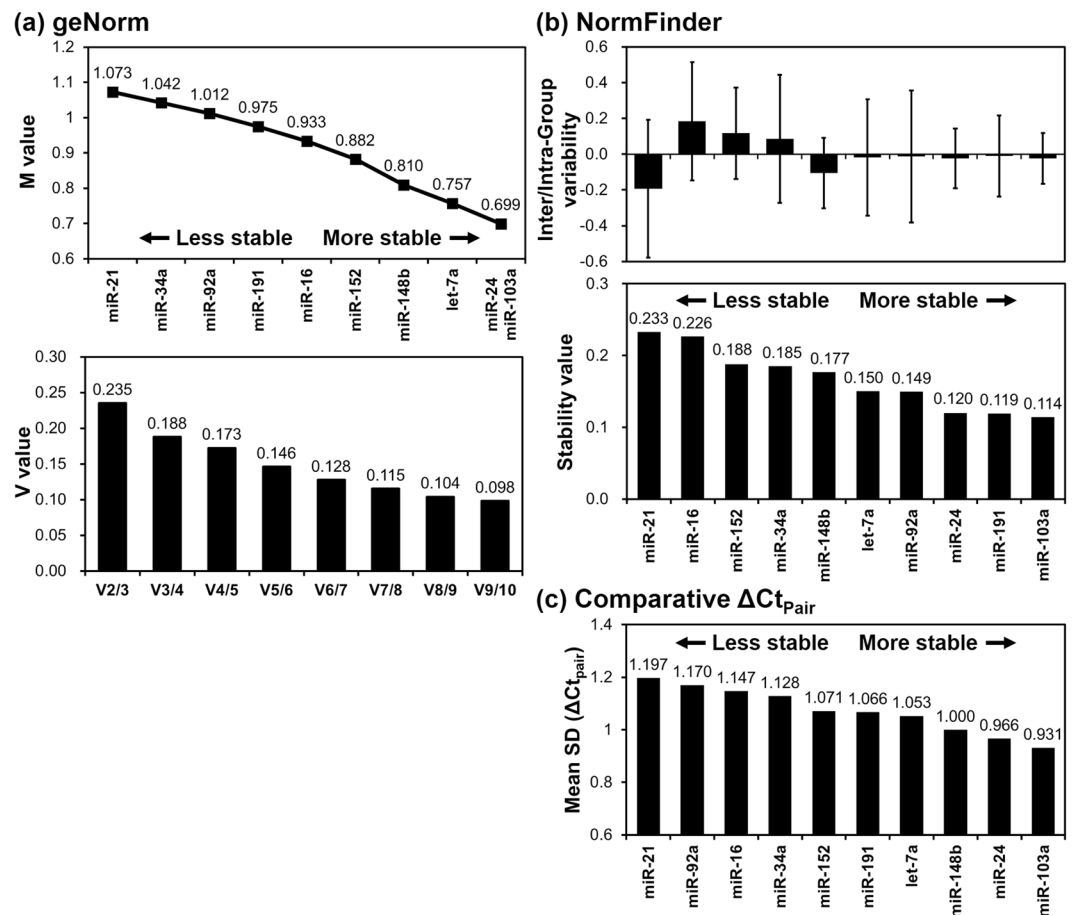 (a) geNorm
M value
1.2
1.1
1
0.9
0.8
0.7
0.6
1.073
1.042
1.012
0.975
0.933
0.882
0.810
0.757
0.699
← Less stable More stable →
miR-21
miR-34a
miR-92a
miR-191
miR-16
miR-152
miR-148b
let-7a
miR-24
miR-103a
V value
0.30
0.25
0.20
0.15
0.10
0.05
0.00
0.235
0.188
0.173
0.146
0.128
0.115
0.104
0.098
V2/3 V3/4 V4/5 V5/6 V6/7 V7/8 V8/9 V9/10
(b) NormFinder
Inter/Intra-Group
variability
0.6
0.4
0.2
0.0
-0.2
-0.4
-0.6
Stability value
0.3
0.2
0.1
0.0
← Less stable More stable →
0.233
0.226
0.188
0.185
0.177
0.150
0.149
0.120
0.119
0.114
miR-21
miR-16
miR-152
miR-34a
miR-148b
let-7a
miR-92a
miR-24
miR-191
miR-103a
(c) Comparative ΔCtPair
Mean SD (ΔCtpair)
1.4
1.2
1
0.8
0.6
← Less stable More stable →
1.197
1.170
1.147
1.128
1.071
1.066
1.053
1.000
0.966
0.931
miR-21
miR-92a
miR-16
miR-34a
miR-152
miR-191
let-7a
miR-148b
miR-24
miR-103a